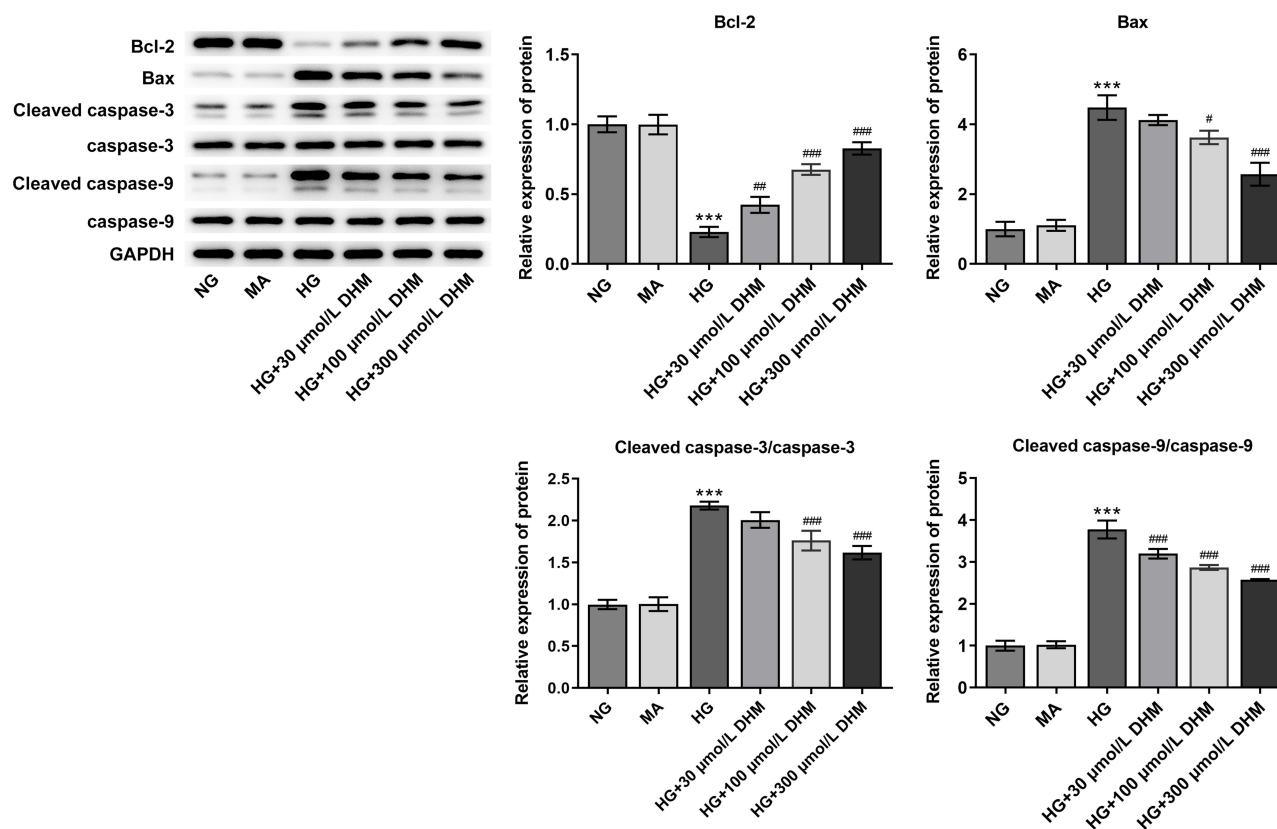 Bcl-2
Bax
Cleaved caspase-3
caspase-3
Cleaved caspase-9
caspase-9
GAPDH
NG
MA
HG
HG+30 μmol/L DHM
HG+100 μmol/L DHM
HG+300 μmol/L DHM
Bcl-2
Relative expression of protein
1.5
1.0
0.5
0.0
***
##
###
###
NG
MA
HG
HG+30 μmol/L DHM
HG+100 μmol/L DHM
HG+300 μmol/L DHM
Bax
Relative expression of protein
6
4
2
0
***
#
###
NG
MA
HG
HG+30 μmol/L DHM
HG+100 μmol/L DHM
HG+300 μmol/L DHM
Cleaved caspase-3/caspase-3
Relative expression of protein
2.5
2.0
1.5
1.0
0.5
0.0
***
###
###
NG
MA
HG
HG+30 μmol/L DHM
HG+100 μmol/L DHM
HG+300 μmol/L DHM
Cleaved caspase-9/caspase-9
Relative expression of protein
5
4
3
2
1
0
***
###
###
###
NG
MA
HG
HG+30 μmol/L DHM
HG+100 μmol/L DHM
HG+300 μmol/L DHM